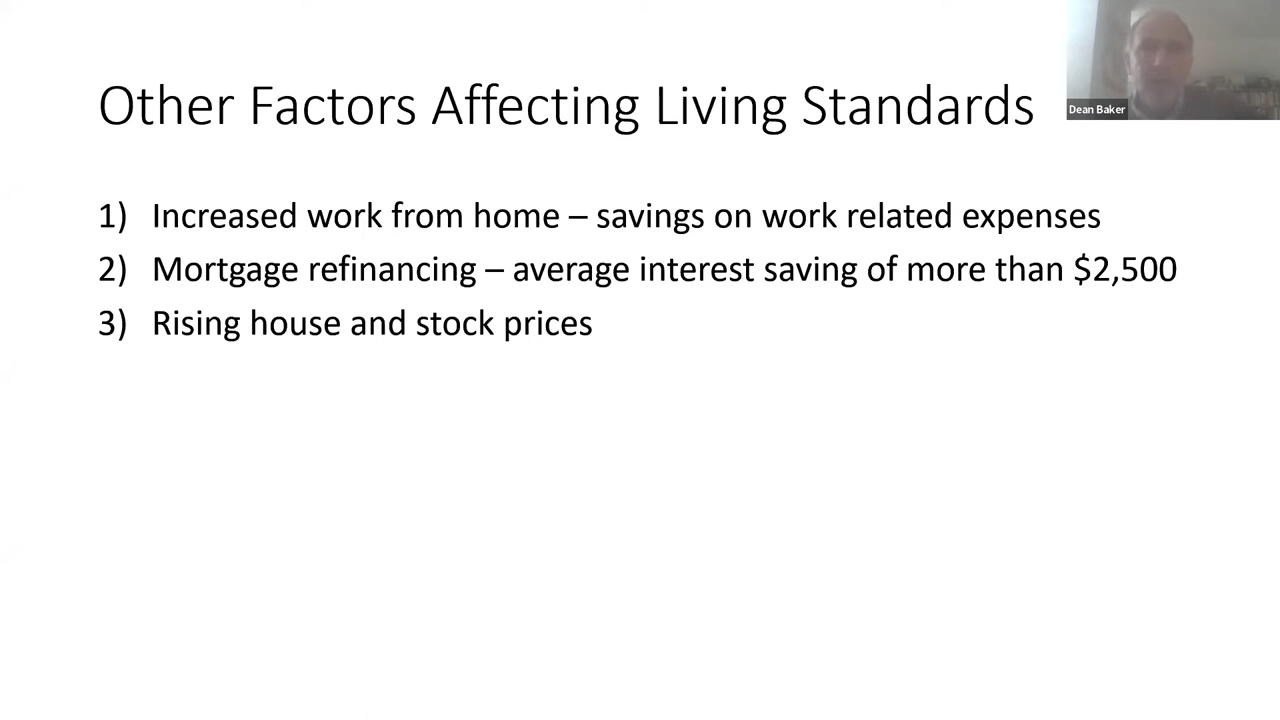 Other Factors Affecting Living Standards
Dean Baker
1) Increased work from home – savings on work related expenses
2) Mortgage refinancing – average interest saving of more than $2,500
3) Rising house and stock prices